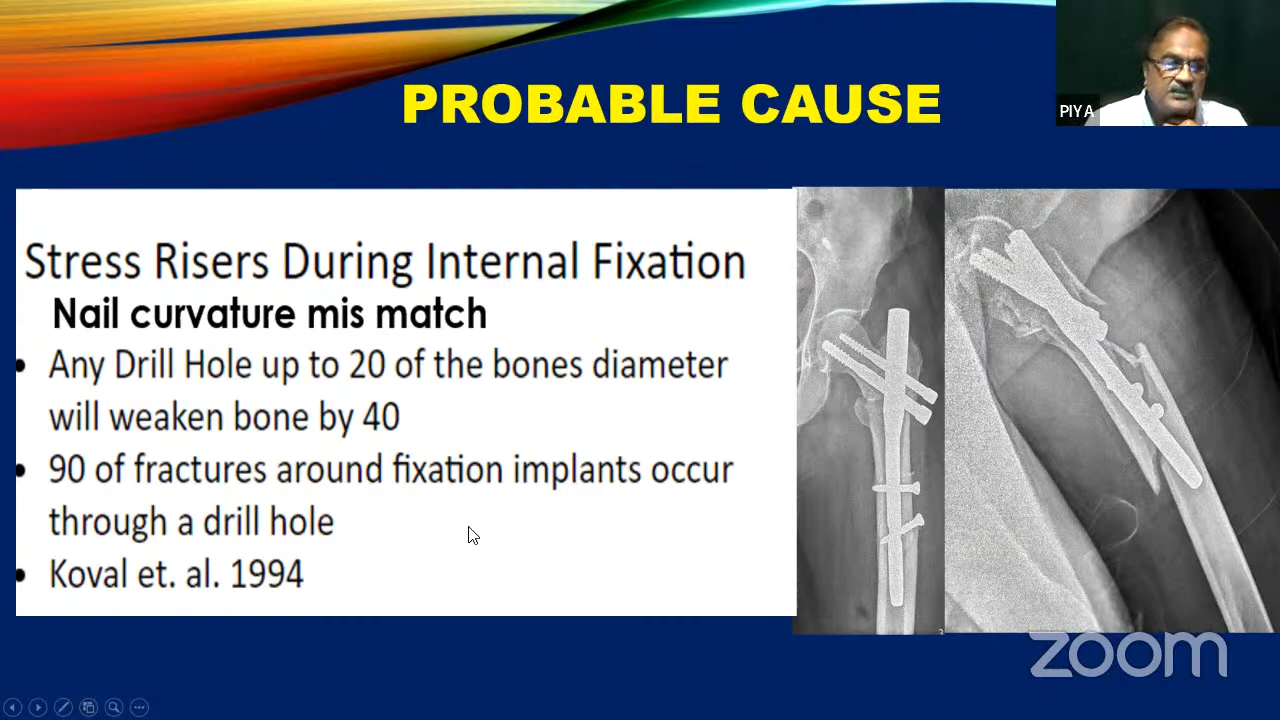 PROBABLE CAUSE
PIYA
Stress Risers During Internal Fixation
Nail curvature mis match
• Any Drill Hole up to 20 of the bones diameter
will weaken bone by 40
• 90 of fractures around fixation implants occur
through a drill hole
• Koval et. al. 1994
3
zoom